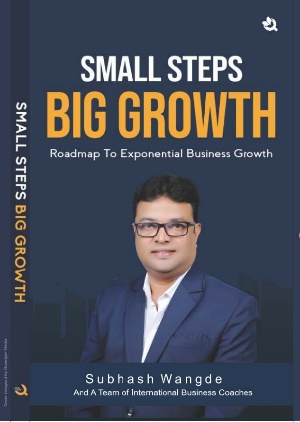 SMALL STEPS
BIG GROWTH
Roadmap To Exponential Business Growth
Subhash Wangde
And A Team of International Business Coaches
SMALL STEPS BIG GROWTH